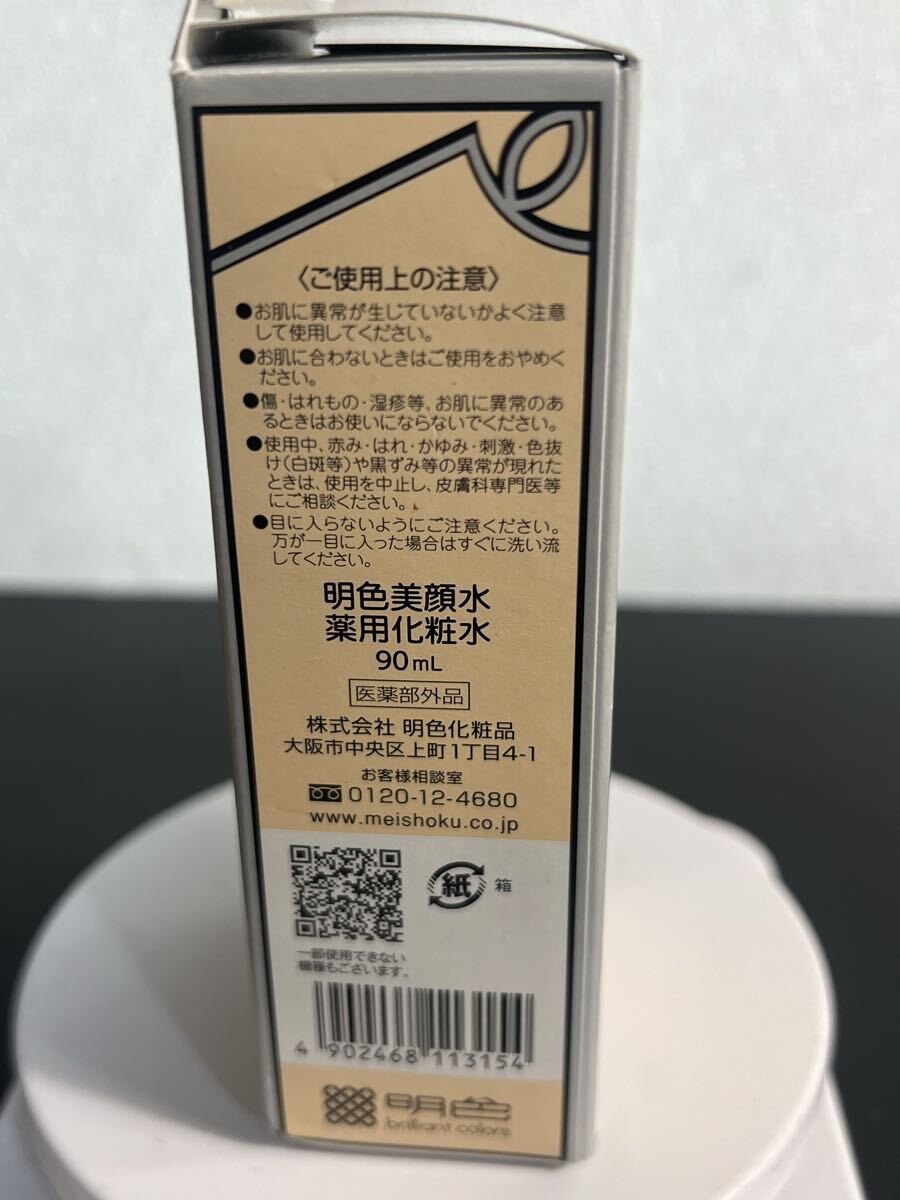 〈ご使用上の注意〉
●お肌に異常が生じていないかよく注意
して使用してください。
●お肌に合わないときはご使用をおやめく
ださい。
●傷・はれもの・湿疹等、お肌に異常のあ
るときはお使いにならないでください。
●使用中、赤み・はれ・かゆみ・刺激・色抜
け(白斑等)や黒ずみ等の異常が現れた
ときは、使用を中止し、皮膚科専門医等
にご相談ください。
●目に入らないようにご注意ください。
万が一目に入った場合はすぐに洗い流
してください。
明色美顔水
薬用化粧水
90mL
医薬部外品
株式会社 明色化粧品
大阪市中央区上町1丁目4-1
お客様相談室
0120-12-4680
www.meishoku.co.jp
紙 箱
一部使用できない
機種もございます。
4 902468 113154
明色
brilliant colors